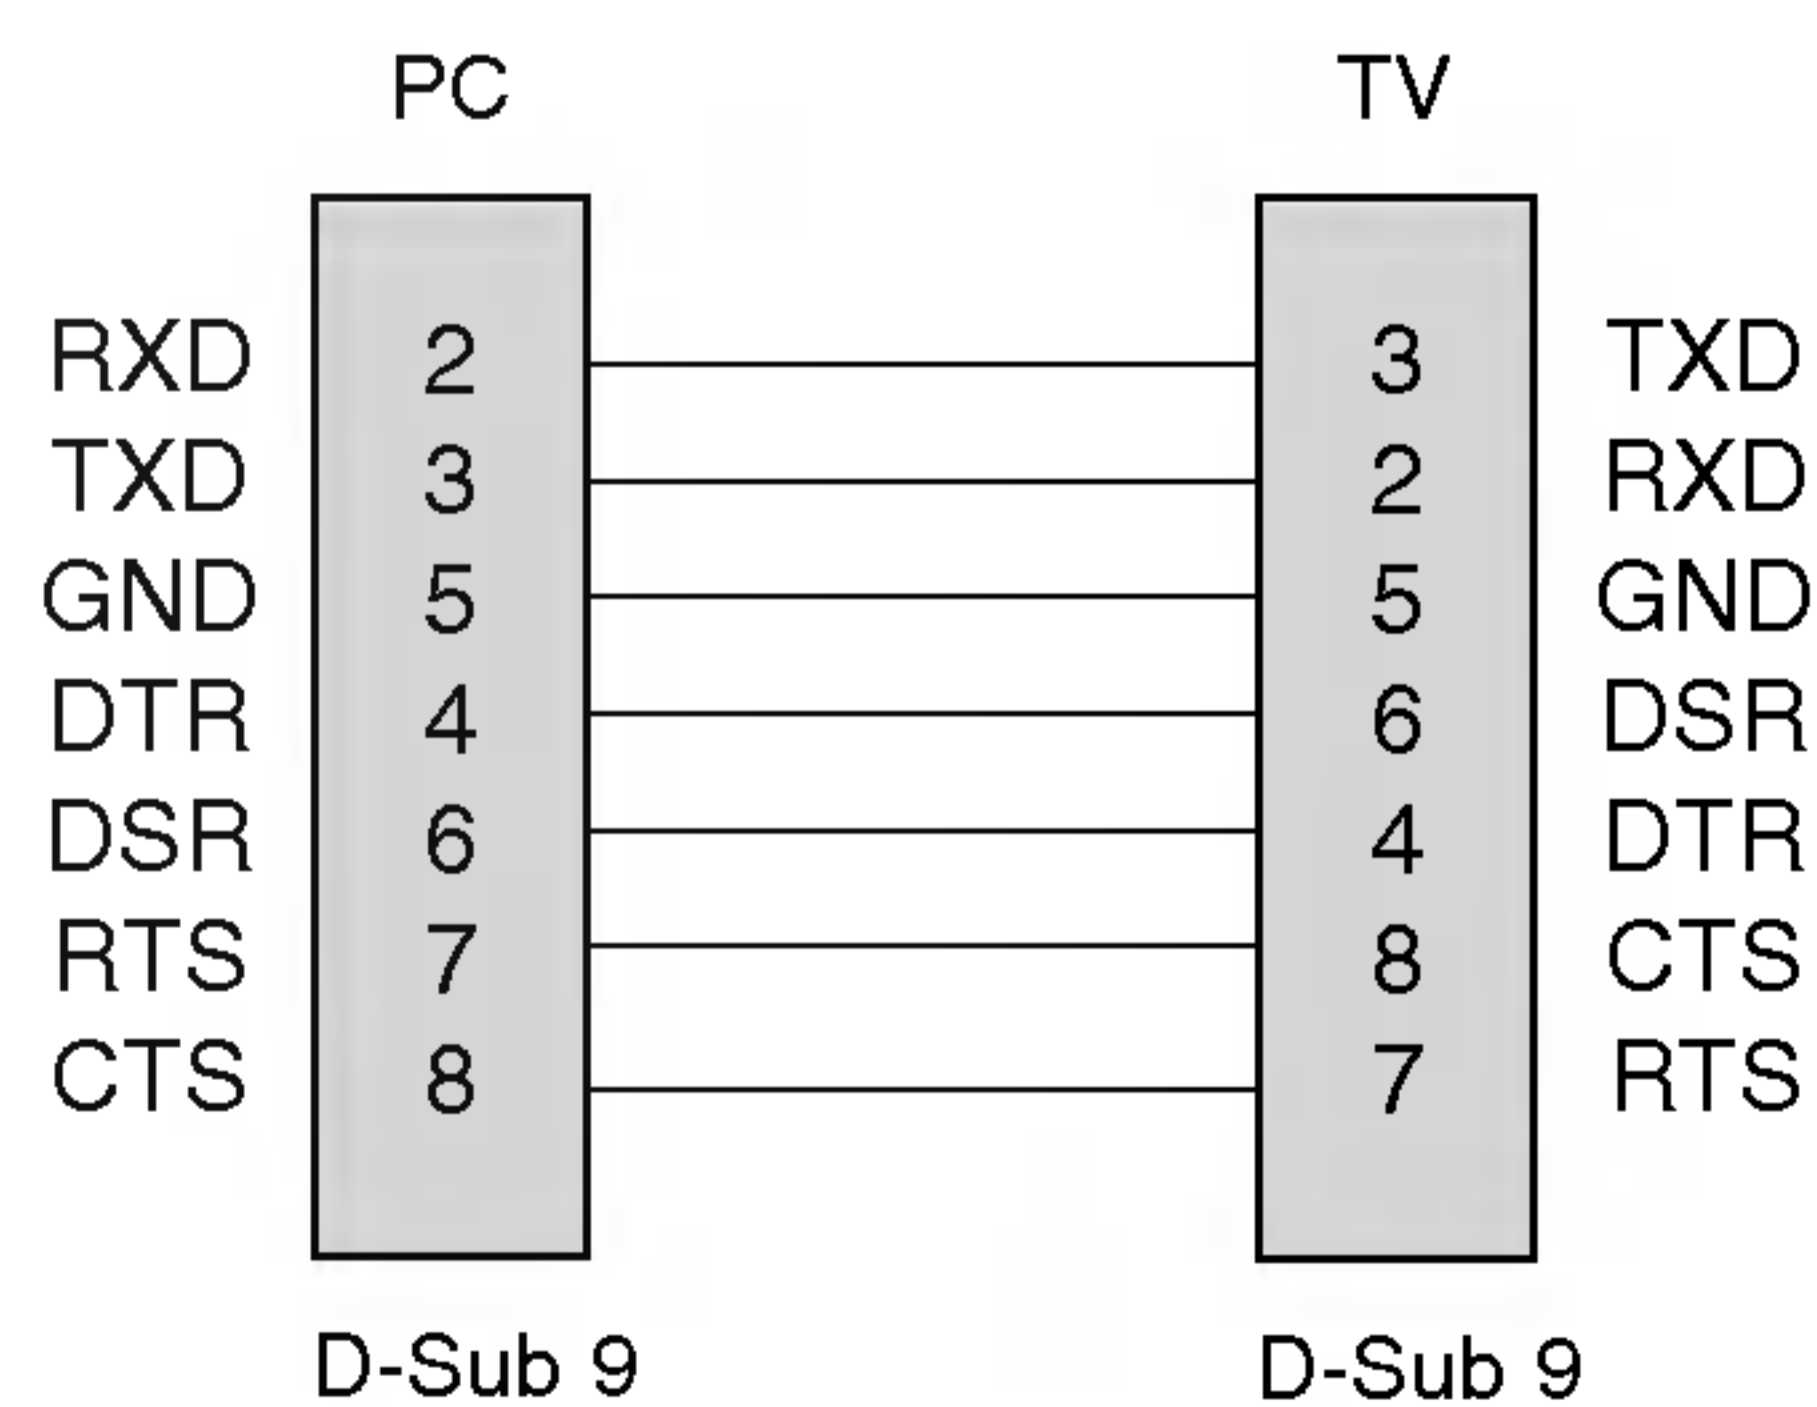 PC TV
RXD 2 3 TXD
TXD 3 2 RXD
GND 5 5 GND
DTR 4 6 DSR
DSR 6 4 DTR
RTS 7 8 CTS
CTS 8 7 RTS
D-Sub 9 D-Sub 9